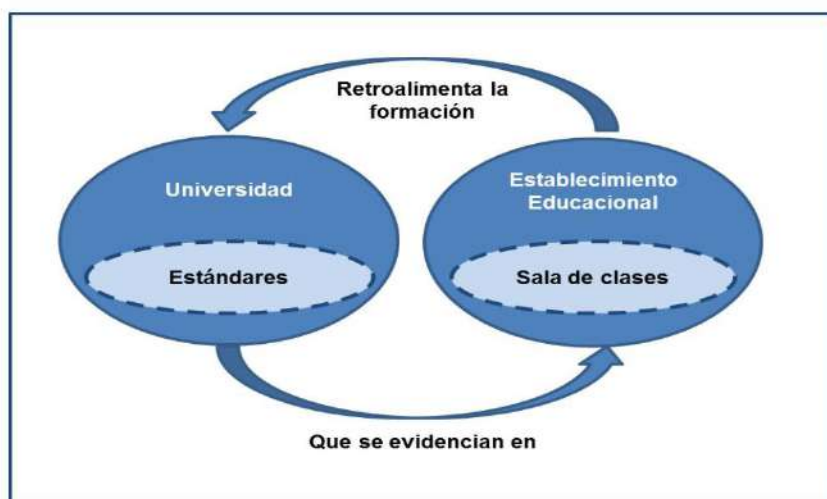 Retroalimenta la
formación
Universidad
Establecimiento
Educacional
Estándares
Sala de clases
Que se evidencian en